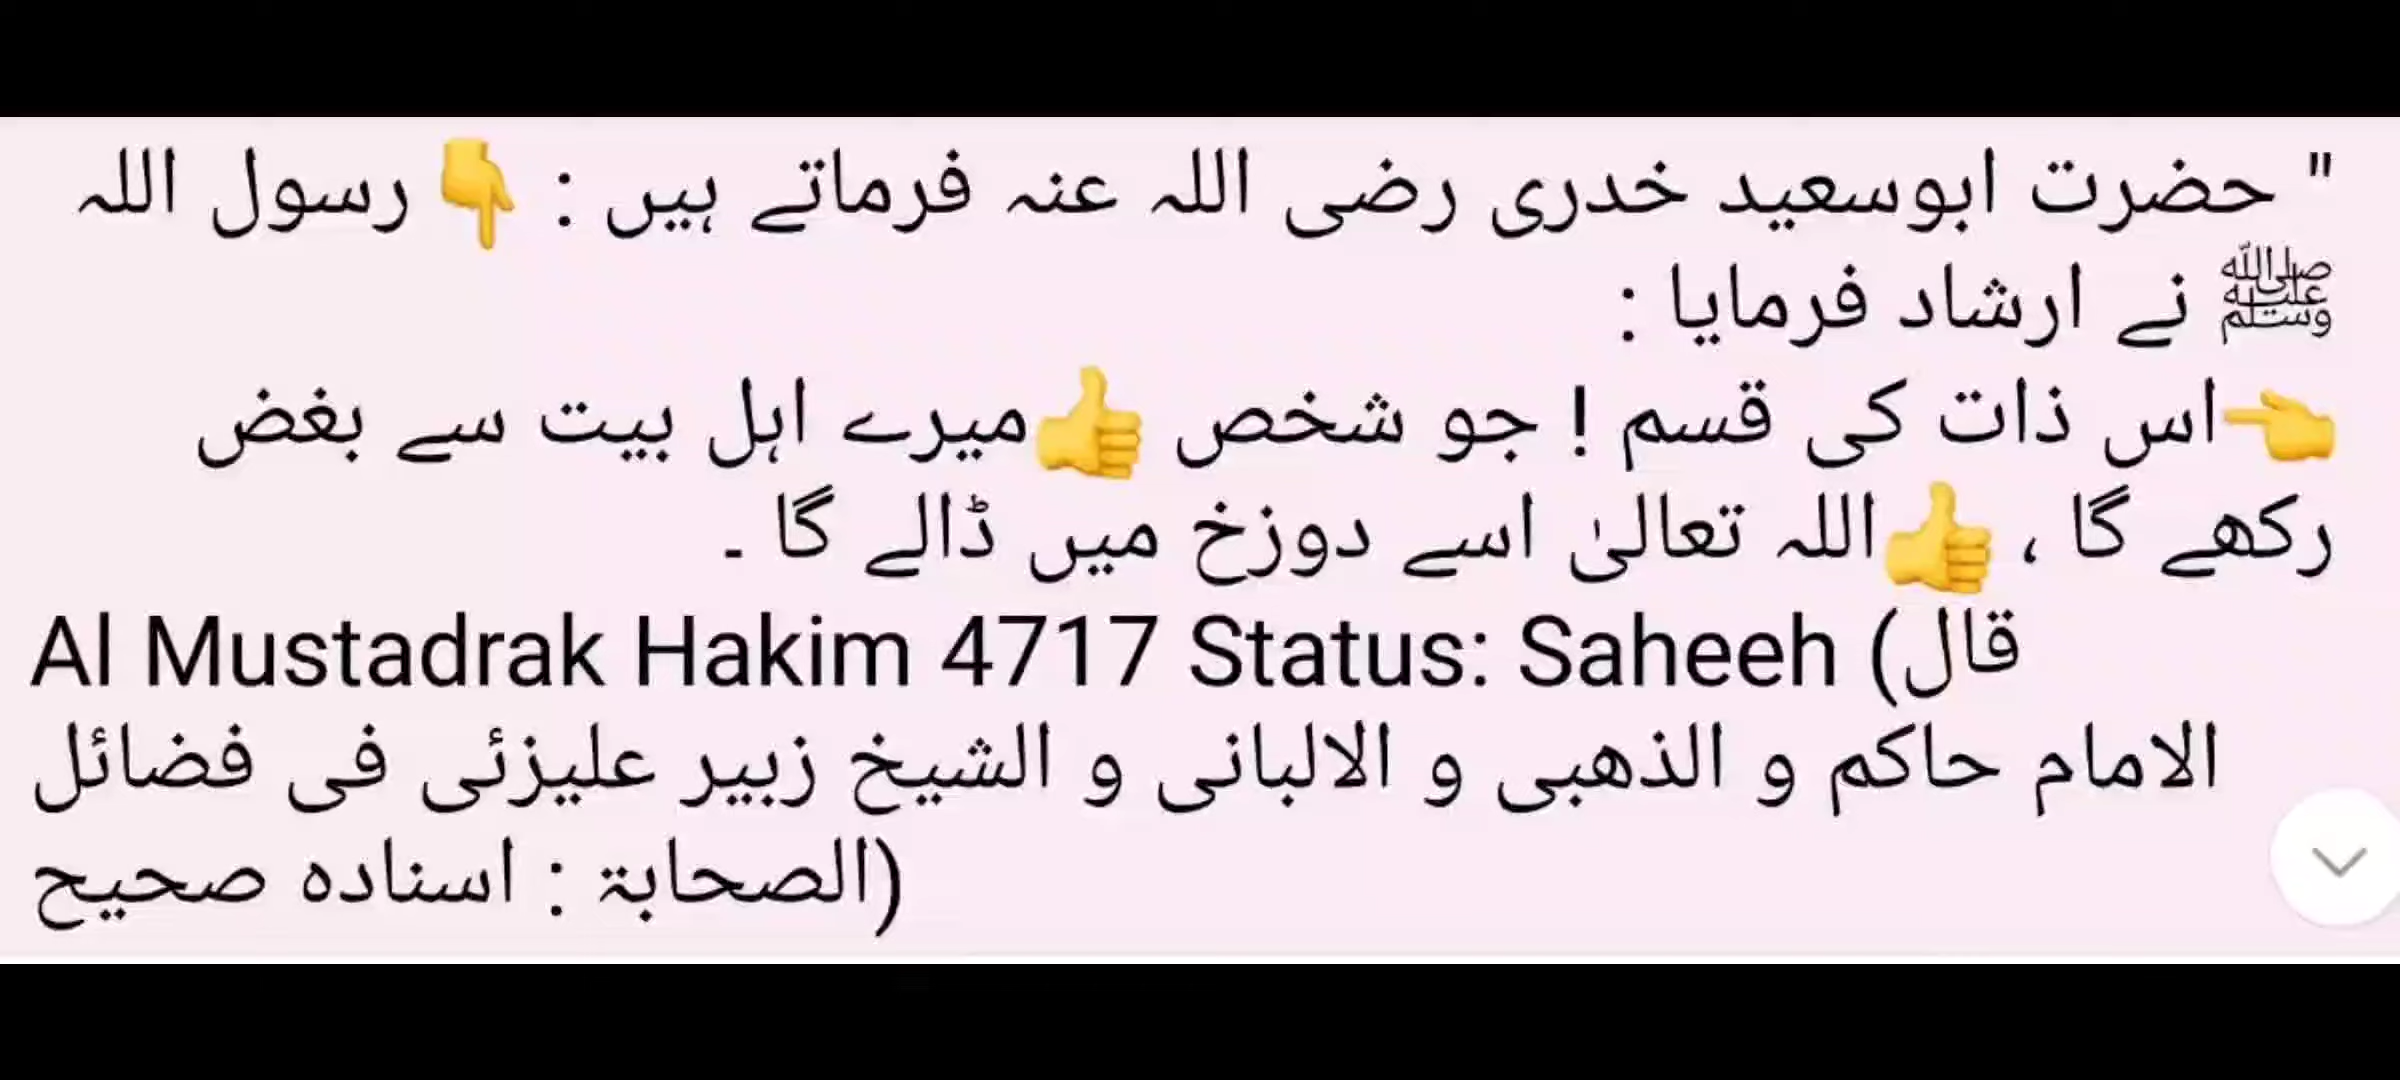 " حضرت ابوسعید خدری رضی اللہ عنہ فرماتے ہیں : 👇 رسول اللہ
ﷺ نے ارشاد فرمایا :
👈اس ذات کی قسم ! جو شخص 👍میرے اہل بیت سے بغض
رکھے گا ، 👍اللہ تعالیٰ اسے دوزخ میں ڈالے گا ۔
Al Mustadrak Hakim 4717 Status: Saheeh (قال
الامام حاکم و الذھبی و الالبانی و الشیخ زبیر علیزئی فی فضائل
الصحابۃ : اسنادہ صحیح)